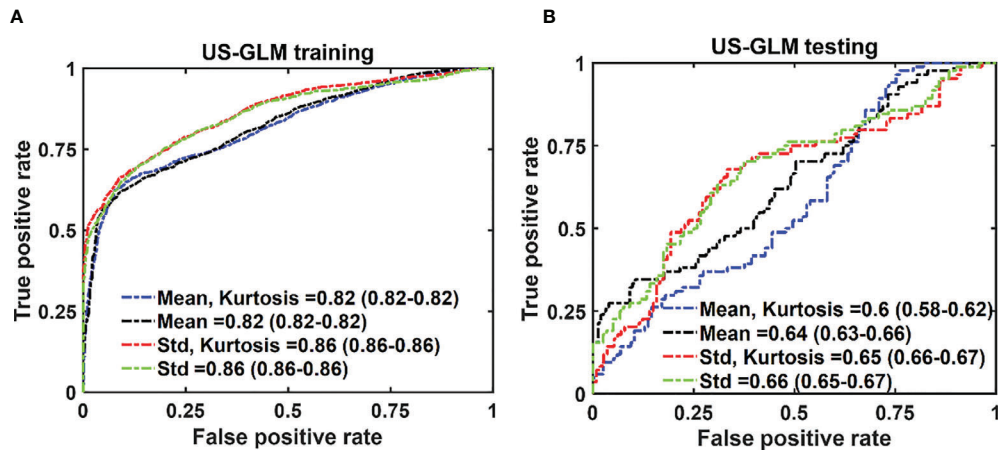 A
US-GLM training
True positive rate
1
0.75
0.5
0.25
0
Mean, Kurtosis =0.82 (0.82-0.82)
Mean =0.82 (0.82-0.82)
Std, Kurtosis =0.86 (0.86-0.86)
Std =0.86 (0.86-0.86)
0 0.25 0.5 0.75 1
False positive rate
B
US-GLM testing
True positive rate
1
0.75
0.5
0.25
0
Mean, Kurtosis =0.6 (0.58-0.62)
Mean =0.64 (0.63-0.66)
Std, Kurtosis =0.65 (0.66-0.67)
Std =0.66 (0.65-0.67)
0 0.25 0.5 0.75 1
False positive rate